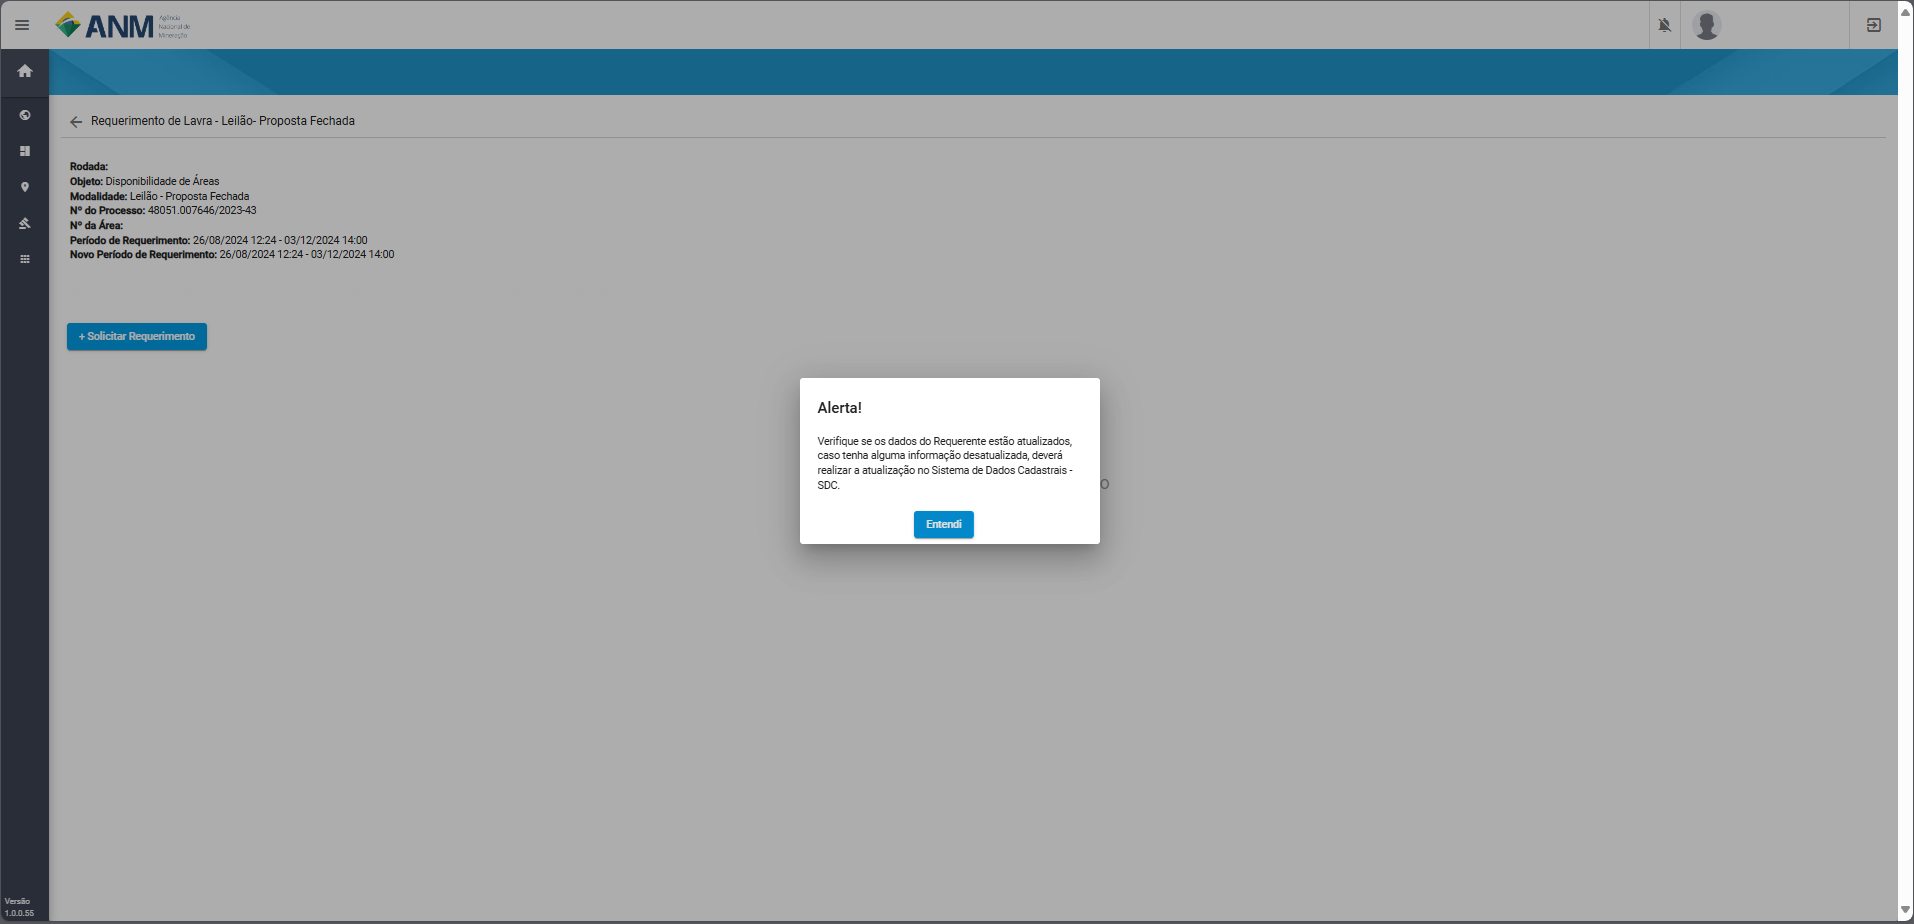 ANM
Agência
Nacional de
Mineração
Requerimento de Lavra - Leilão- Proposta Fechada
Rodada:
Objeto: Disponibilidade de Áreas
Modalidade: Leilão - Proposta Fechada
Nº do Processo: 48051.007646/2023-43
Nº da Área:
Período de Requerimento: 26/08/2024 12:24 - 03/12/2024 14:00
Novo Período de Requerimento: 26/08/2024 12:24 - 03/12/2024 14:00
+ Solicitar Requerimento
Alerta!
Verifique se os dados do Requerente estão atualizados,
caso tenha alguma informação desatualizada, deverá
realizar a atualização no Sistema de Dados Cadastrais -
SDC.
Entendi
Versão
1.0.0.55